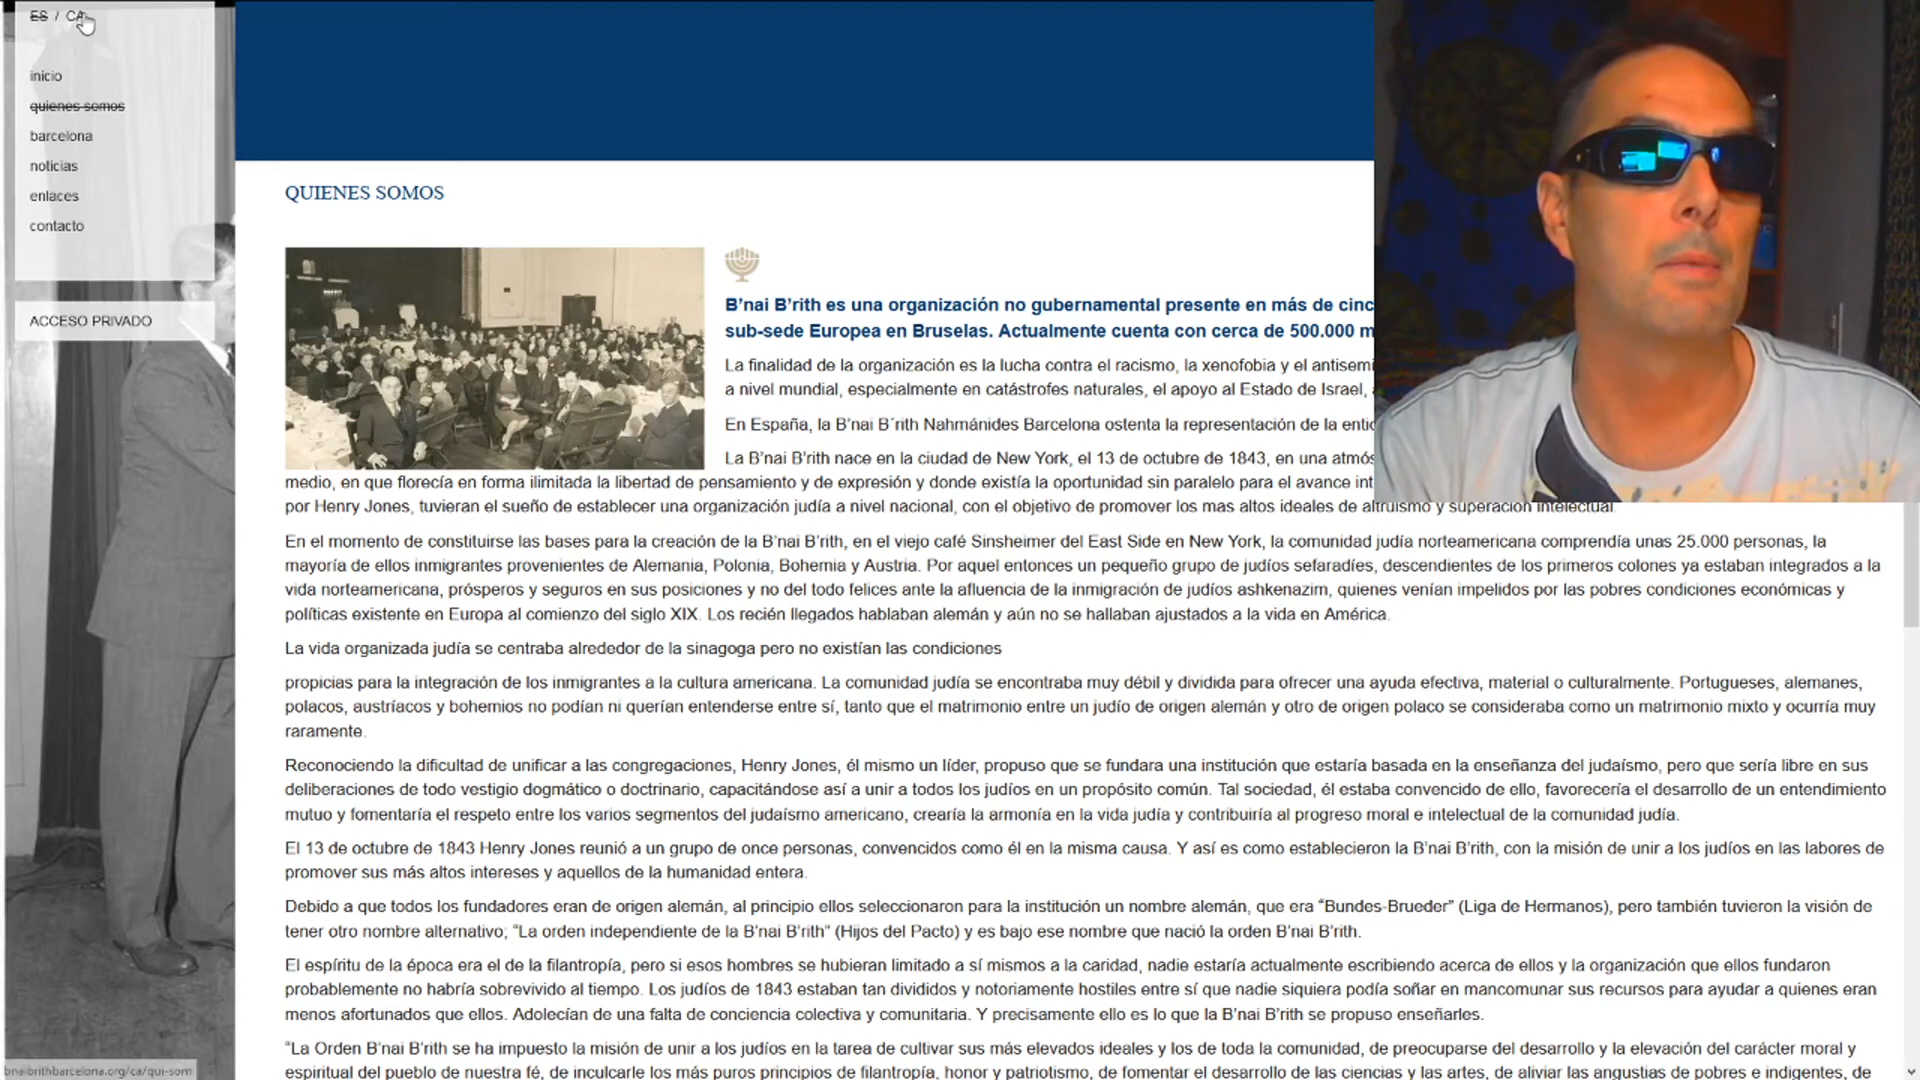 ES / CA
inicio
quienes somos
barcelona
noticias
enlaces
contacto
ACCESO PRIVADO
QUIENES SOMOS
B’nai B’rith es una organización no gubernamental presente en más de cinc
sub-sede Europea en Bruselas. Actualmente cuenta con cerca de 500.000 m
La finalidad de la organización es la lucha contra el racismo, la xenofobia y el antisemi
a nivel mundial, especialmente en catástrofes naturales, el apoyo al Estado de Israel,
En España, la B’nai B´rith Nahmánides Barcelona ostenta la representación de la entid
La B’nai B’rith nace en la ciudad de New York, el 13 de octubre de 1843, en una atmós
medio, en que florecía en forma ilimitada la libertad de pensamiento y de expresión y donde existía la oportunidad sin paralelo para el avance int
por Henry Jones, tuvieran el sueño de establecer una organización judía a nivel nacional, con el objetivo de promover los mas altos ideales de altruismo y superación intelectual.
En el momento de constituirse las bases para la creación de la B’nai B’rith, en el viejo café Sinsheimer del East Side en New York, la comunidad judía norteamericana comprendía unas 25.000 personas, la
mayoría de ellos inmigrantes provenientes de Alemania, Polonia, Bohemia y Austria. Por aquel entonces un pequeño grupo de judíos sefaradíes, descendientes de los primeros colones ya estaban integrados a la
vida norteamericana, prósperos y seguros en sus posiciones y no del todo felices ante la afluencia de la inmigración de judíos ashkenazim, quienes venían impelidos por las pobres condiciones económicas y
políticas existente en Europa al comienzo del siglo XIX. Los recién llegados hablaban alemán y aún no se hallaban ajustados a la vida en América.
La vida organizada judía se centraba alrededor de la sinagoga pero no existían las condiciones
propicias para la integración de los inmigrantes a la cultura americana. La comunidad judía se encontraba muy débil y dividida para ofrecer una ayuda efectiva, material o culturalmente. Portugueses, alemanes,
polacos, austríacos y bohemios no podían ni querían entenderse entre sí, tanto que el matrimonio entre un judío de origen alemán y otro de origen polaco se consideraba como un matrimonio mixto y ocurría muy
raramente.
Reconociendo la dificultad de unificar a las congregaciones, Henry Jones, él mismo un líder, propuso que se fundara una institución que estaría basada en la enseñanza del judaísmo, pero que sería libre en sus
deliberaciones de todo vestigio dogmático o doctrinario, capacitándose así a unir a todos los judíos en un propósito común. Tal sociedad, él estaba convencido de ello, favorecería el desarrollo de un entendimiento
mutuo y fomentaría el respeto entre los varios segmentos del judaísmo americano, crearía la armonía en la vida judía y contribuiría al progreso moral e intelectual de la comunidad judía.
El 13 de octubre de 1843 Henry Jones reunió a un grupo de once personas, convencidos como él en la misma causa. Y así es como establecieron la B’nai B’rith, con la misión de unir a los judíos en las labores de
promover sus más altos intereses y aquellos de la humanidad entera.
Debido a que todos los fundadores eran de origen alemán, al principio ellos seleccionaron para la institución un nombre alemán, que era “Bundes-Brueder” (Liga de Hermanos), pero también tuvieron la visión de
tener otro nombre alternativo; “La orden independiente de la B’nai B’rith” (Hijos del Pacto) y es bajo ese nombre que nació la orden B’nai B’rith.
El espíritu de la época era el de la filantropía, pero si esos hombres se hubieran limitado a sí mismos a la caridad, nadie estaría actualmente escribiendo acerca de ellos y la organización que ellos fundaron
probablemente no habría sobrevivido al tiempo. Los judíos de 1843 estaban tan divididos y notoriamente hostiles entre sí que nadie siquiera podía soñar en mancomunar sus recursos para ayudar a quienes eran
menos afortunados que ellos. Adolecían de una falta de conciencia colectiva y comunitaria. Y precisamente ello es lo que la B’nai B’rith se propuso enseñarles.
“La Orden B’nai B’rith se ha impuesto la misión de unir a los judíos en la tarea de cultivar sus más elevados ideales y los de toda la comunidad, de preocuparse del desarrollo y la elevación del carácter moral y
espiritual del pueblo de nuestra fé, de inculcarle los más puros principios de filantropía, honor y patriotismo, de fomentar el desarrollo de las ciencias y las artes, de aliviar las angustias de pobres e indigentes, de
bnai-brithbarcelona.org/ca/qui-som